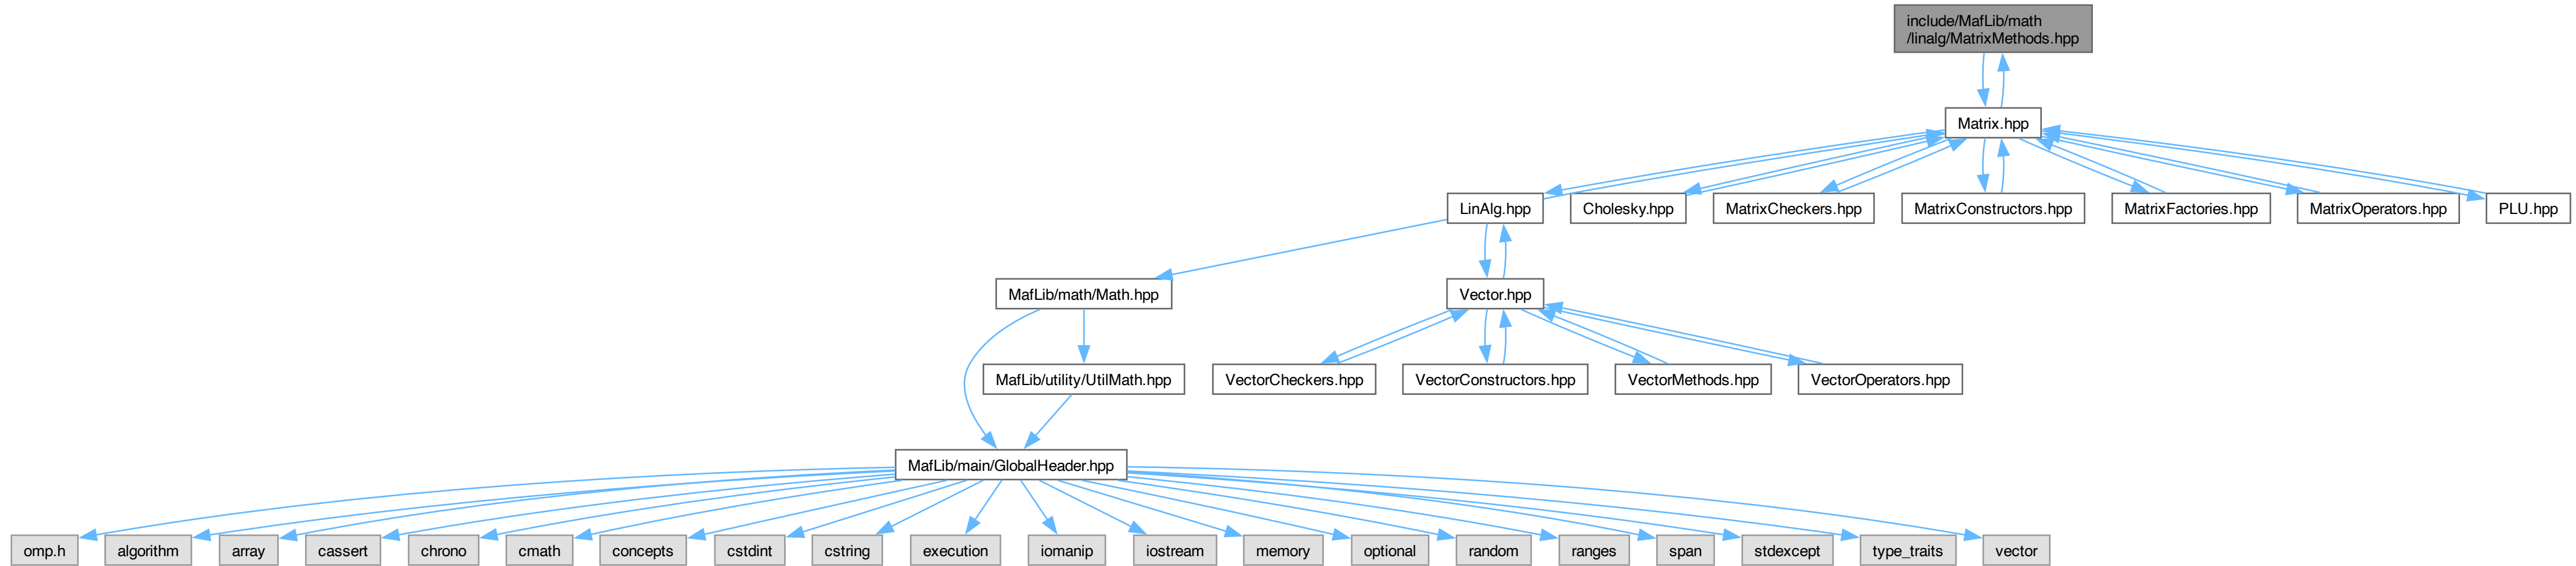 include/MafLib/math
/linalg/MatrixMethods.hpp
Matrix.hpp
LinAlg.hpp
Cholesky.hpp
MatrixCheckers.hpp
MatrixConstructors.hpp
MatrixFactories.hpp
MatrixOperators.hpp
PLU.hpp
MafLib/math/Math.hpp
Vector.hpp
MafLib/utility/UtilMath.hpp
VectorCheckers.hpp
VectorConstructors.hpp
VectorMethods.hpp
VectorOperators.hpp
MafLib/main/GlobalHeader.hpp
omp.h
algorithm
array
cassert
chrono
cmath
concepts
cstdint
cstring
execution
iomanip
iostream
memory
optional
random
ranges
span
stdexcept
type_traits
vector